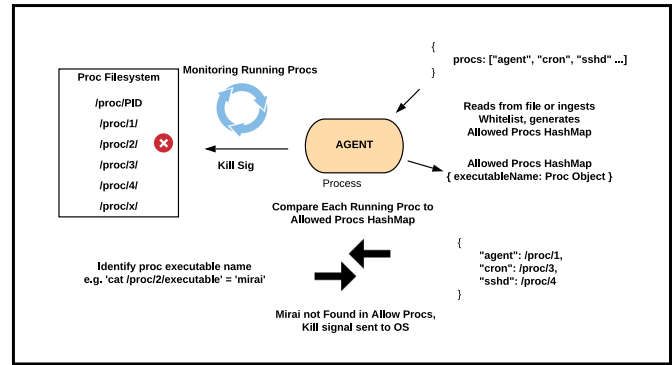 Proc Filesystem
/proc/PID
/proc/1/
/proc/2/
/proc/3/
/proc/4/
/proc/x/
Monitoring Running Procs
Kill Sig
AGENT
Process
{
procs: ["agent", "cron", "sshd" ...]
}
Reads from file or ingests
Whitelist, generates
Allowed Procs HashMap
Allowed Procs HashMap
{ executableName: Proc Object }
Compare Each Running Proc to
Allowed Procs HashMap
Identify proc executable name
e.g. 'cat /proc/2/executable' = 'mirai'
Mirai not Found in Allow Procs,
Kill signal sent to OS
{
"agent": /proc/1,
"cron": /proc/3,
"sshd": /proc/4
}